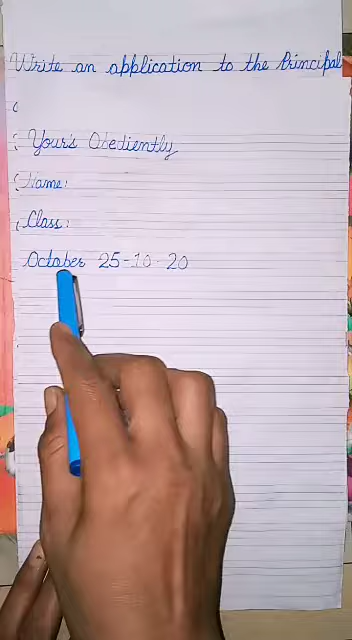 Write an application to the Principal
Your's Obediently
Name:
Class:
October 25-10-20